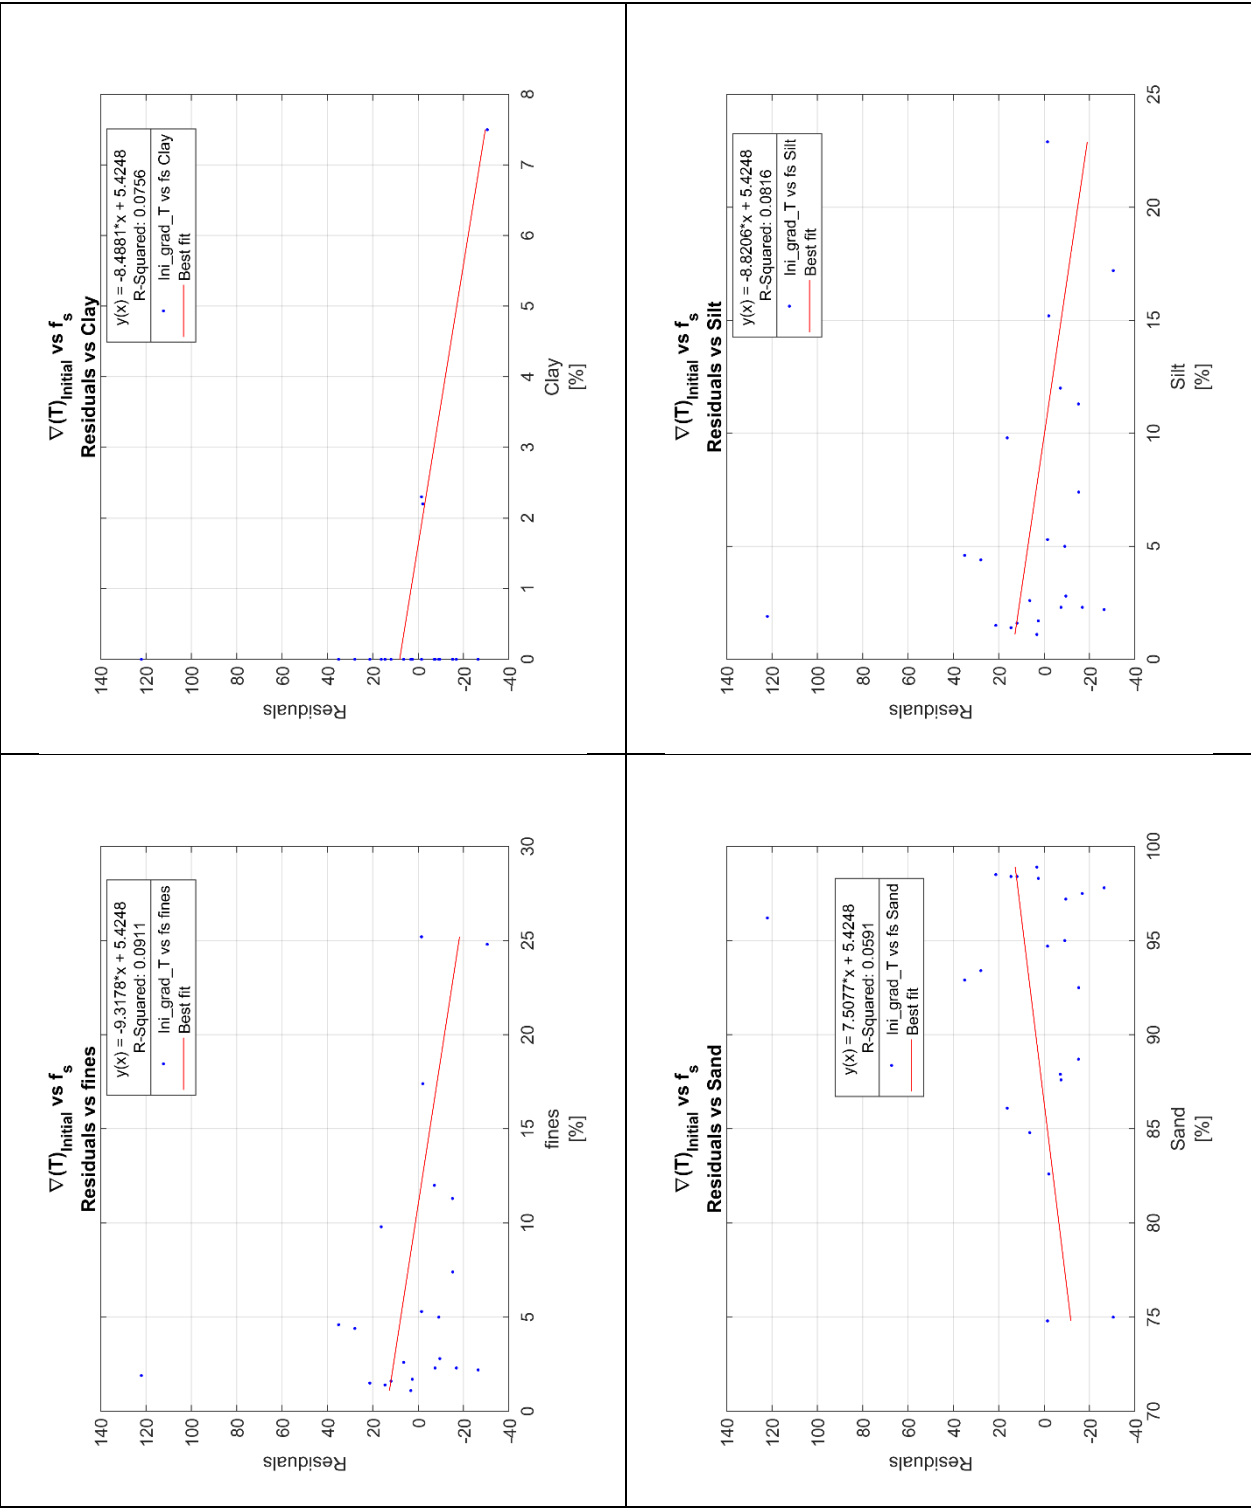 ∇(T)Initial vs fs
Residuals vs Clay
y(x) = -8.4881*x + 5.4248
R-Squared: 0.0756
Ini_grad_T vs fs Clay
Best fit
140
120
100
80
60
40
20
0
-20
-40
Residuals
0
1
2
3
4
5
6
7
8
Clay
[%]
∇(T)Initial vs fs
Residuals vs Silt
y(x) = -8.8206*x + 5.4248
R-Squared: 0.0816
Ini_grad_T vs fs Silt
Best fit
140
120
100
80
60
40
20
0
-20
-40
Residuals
0
5
10
15
20
25
Silt
[%]
∇(T)Initial vs fs
Residuals vs fines
y(x) = -9.3178*x + 5.4248
R-Squared: 0.0911
Ini_grad_T vs fs fines
Best fit
140
120
100
80
60
40
20
0
-20
-40
Residuals
0
5
10
15
20
25
30
fines
[%]
∇(T)Initial vs fs
Residuals vs Sand
y(x) = 7.5077*x + 5.4248
R-Squared: 0.0591
Ini_grad_T vs fs Sand
Best fit
140
120
100
80
60
40
20
0
-20
-40
Residuals
70
75
80
85
90
95
100
Sand
[%]